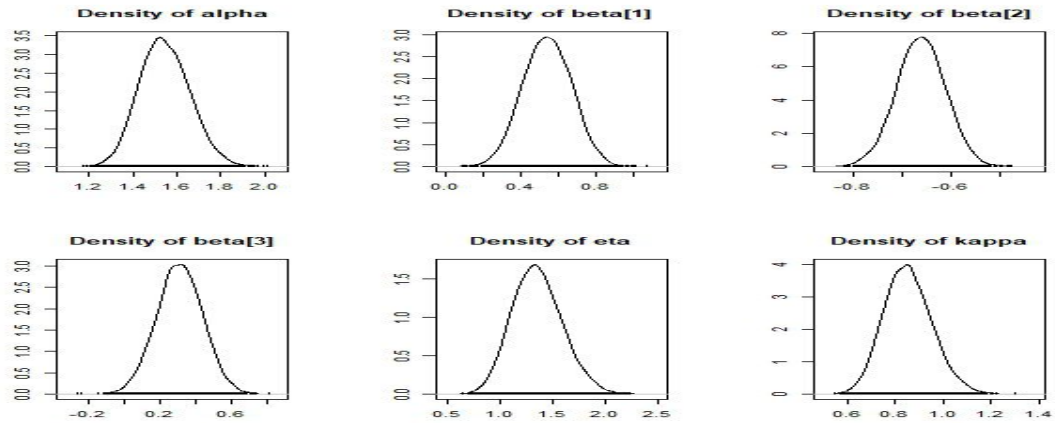 Density of alpha
0.0 0.5 1.0 1.5 2.0 2.5 3.0 3.5
1.2 1.4 1.6 1.8 2.0
Density of beta[1]
0.0 0.5 1.0 1.5 2.0 2.5 3.0
0.0 0.4 0.8
Density of beta[2]
0 2 4 6 8
-0.8 -0.6
Density of beta[3]
0.0 0.5 1.0 1.5 2.0 2.5 3.0
-0.2 0.2 0.6
Density of eta
0.0 0.5 1.0 1.5
0.5 1.0 1.5 2.0 2.5
Density of kappa
0 1 2 3 4
0.6 0.8 1.0 1.2 1.4